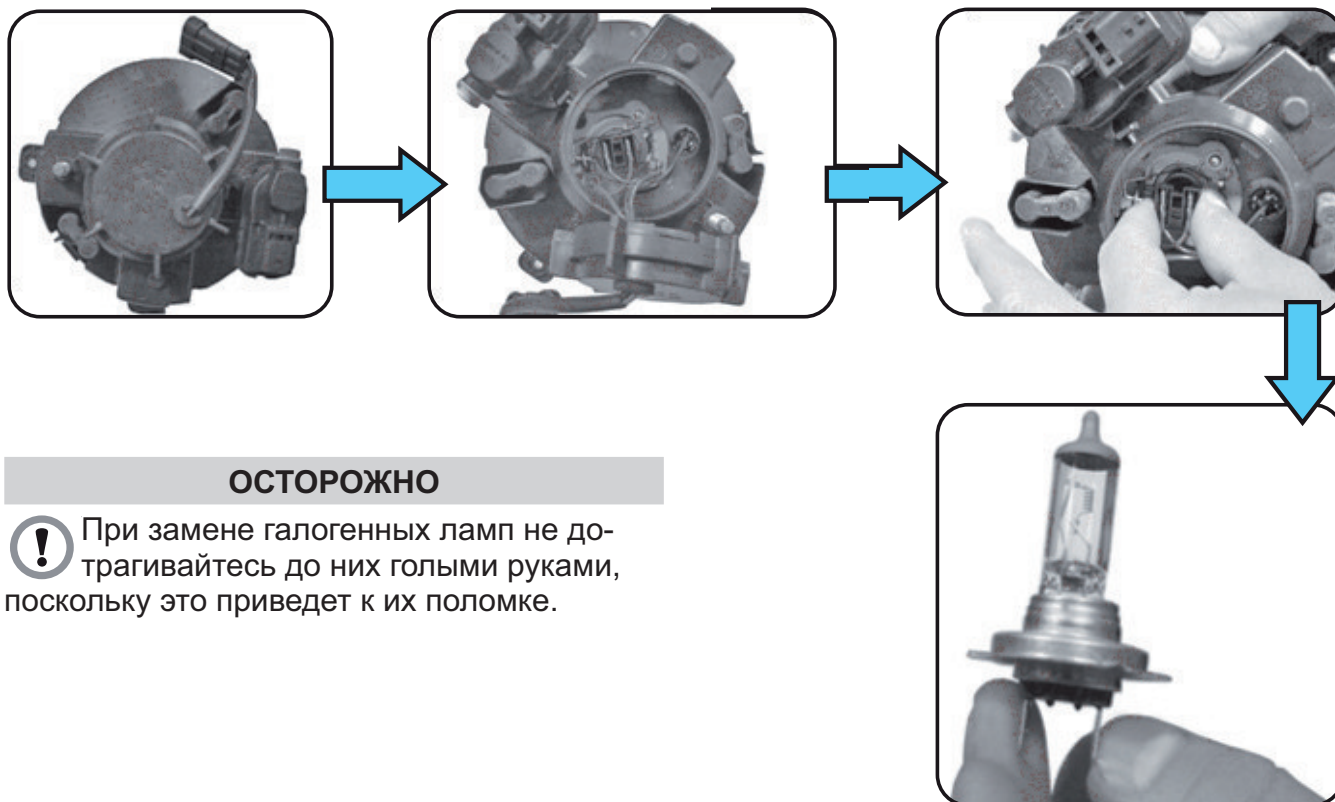 ОСТОРОЖНО
При замене галогенных ламп не до-
трагивайтесь до них голыми руками,
поскольку это приведет к их поломке.